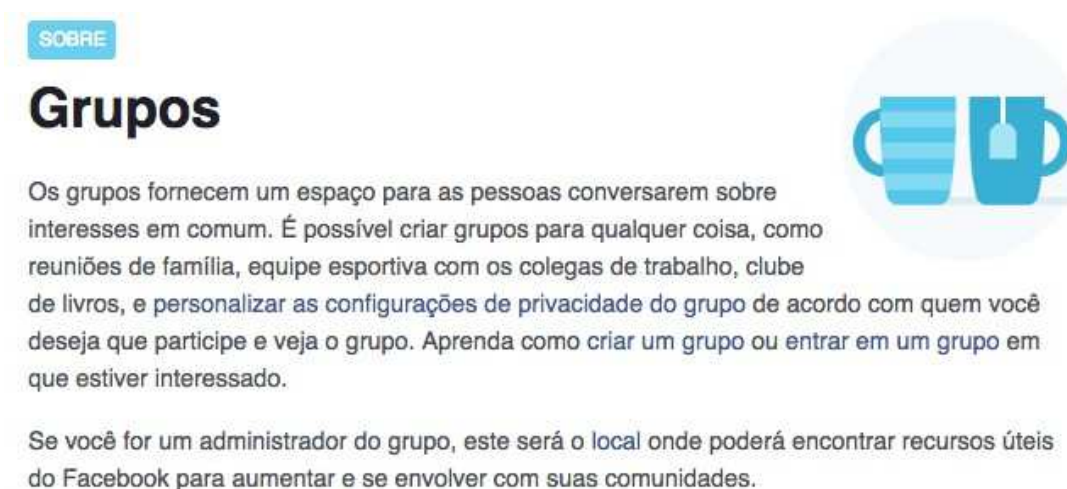 SOBRE
Grupos
Os grupos fornecem um espaço para as pessoas conversarem sobre
interesses em comum. É possível criar grupos para qualquer coisa, como
reuniões de família, equipe esportiva com os colegas de trabalho, clube
de livros, e personalizar as configurações de privacidade do grupo de acordo com quem você
deseja que participe e veja o grupo. Aprenda como criar um grupo ou entrar em um grupo em
que estiver interessado.
Se você for um administrador do grupo, este será o local onde poderá encontrar recursos úteis
do Facebook para aumentar e se envolver com suas comunidades.